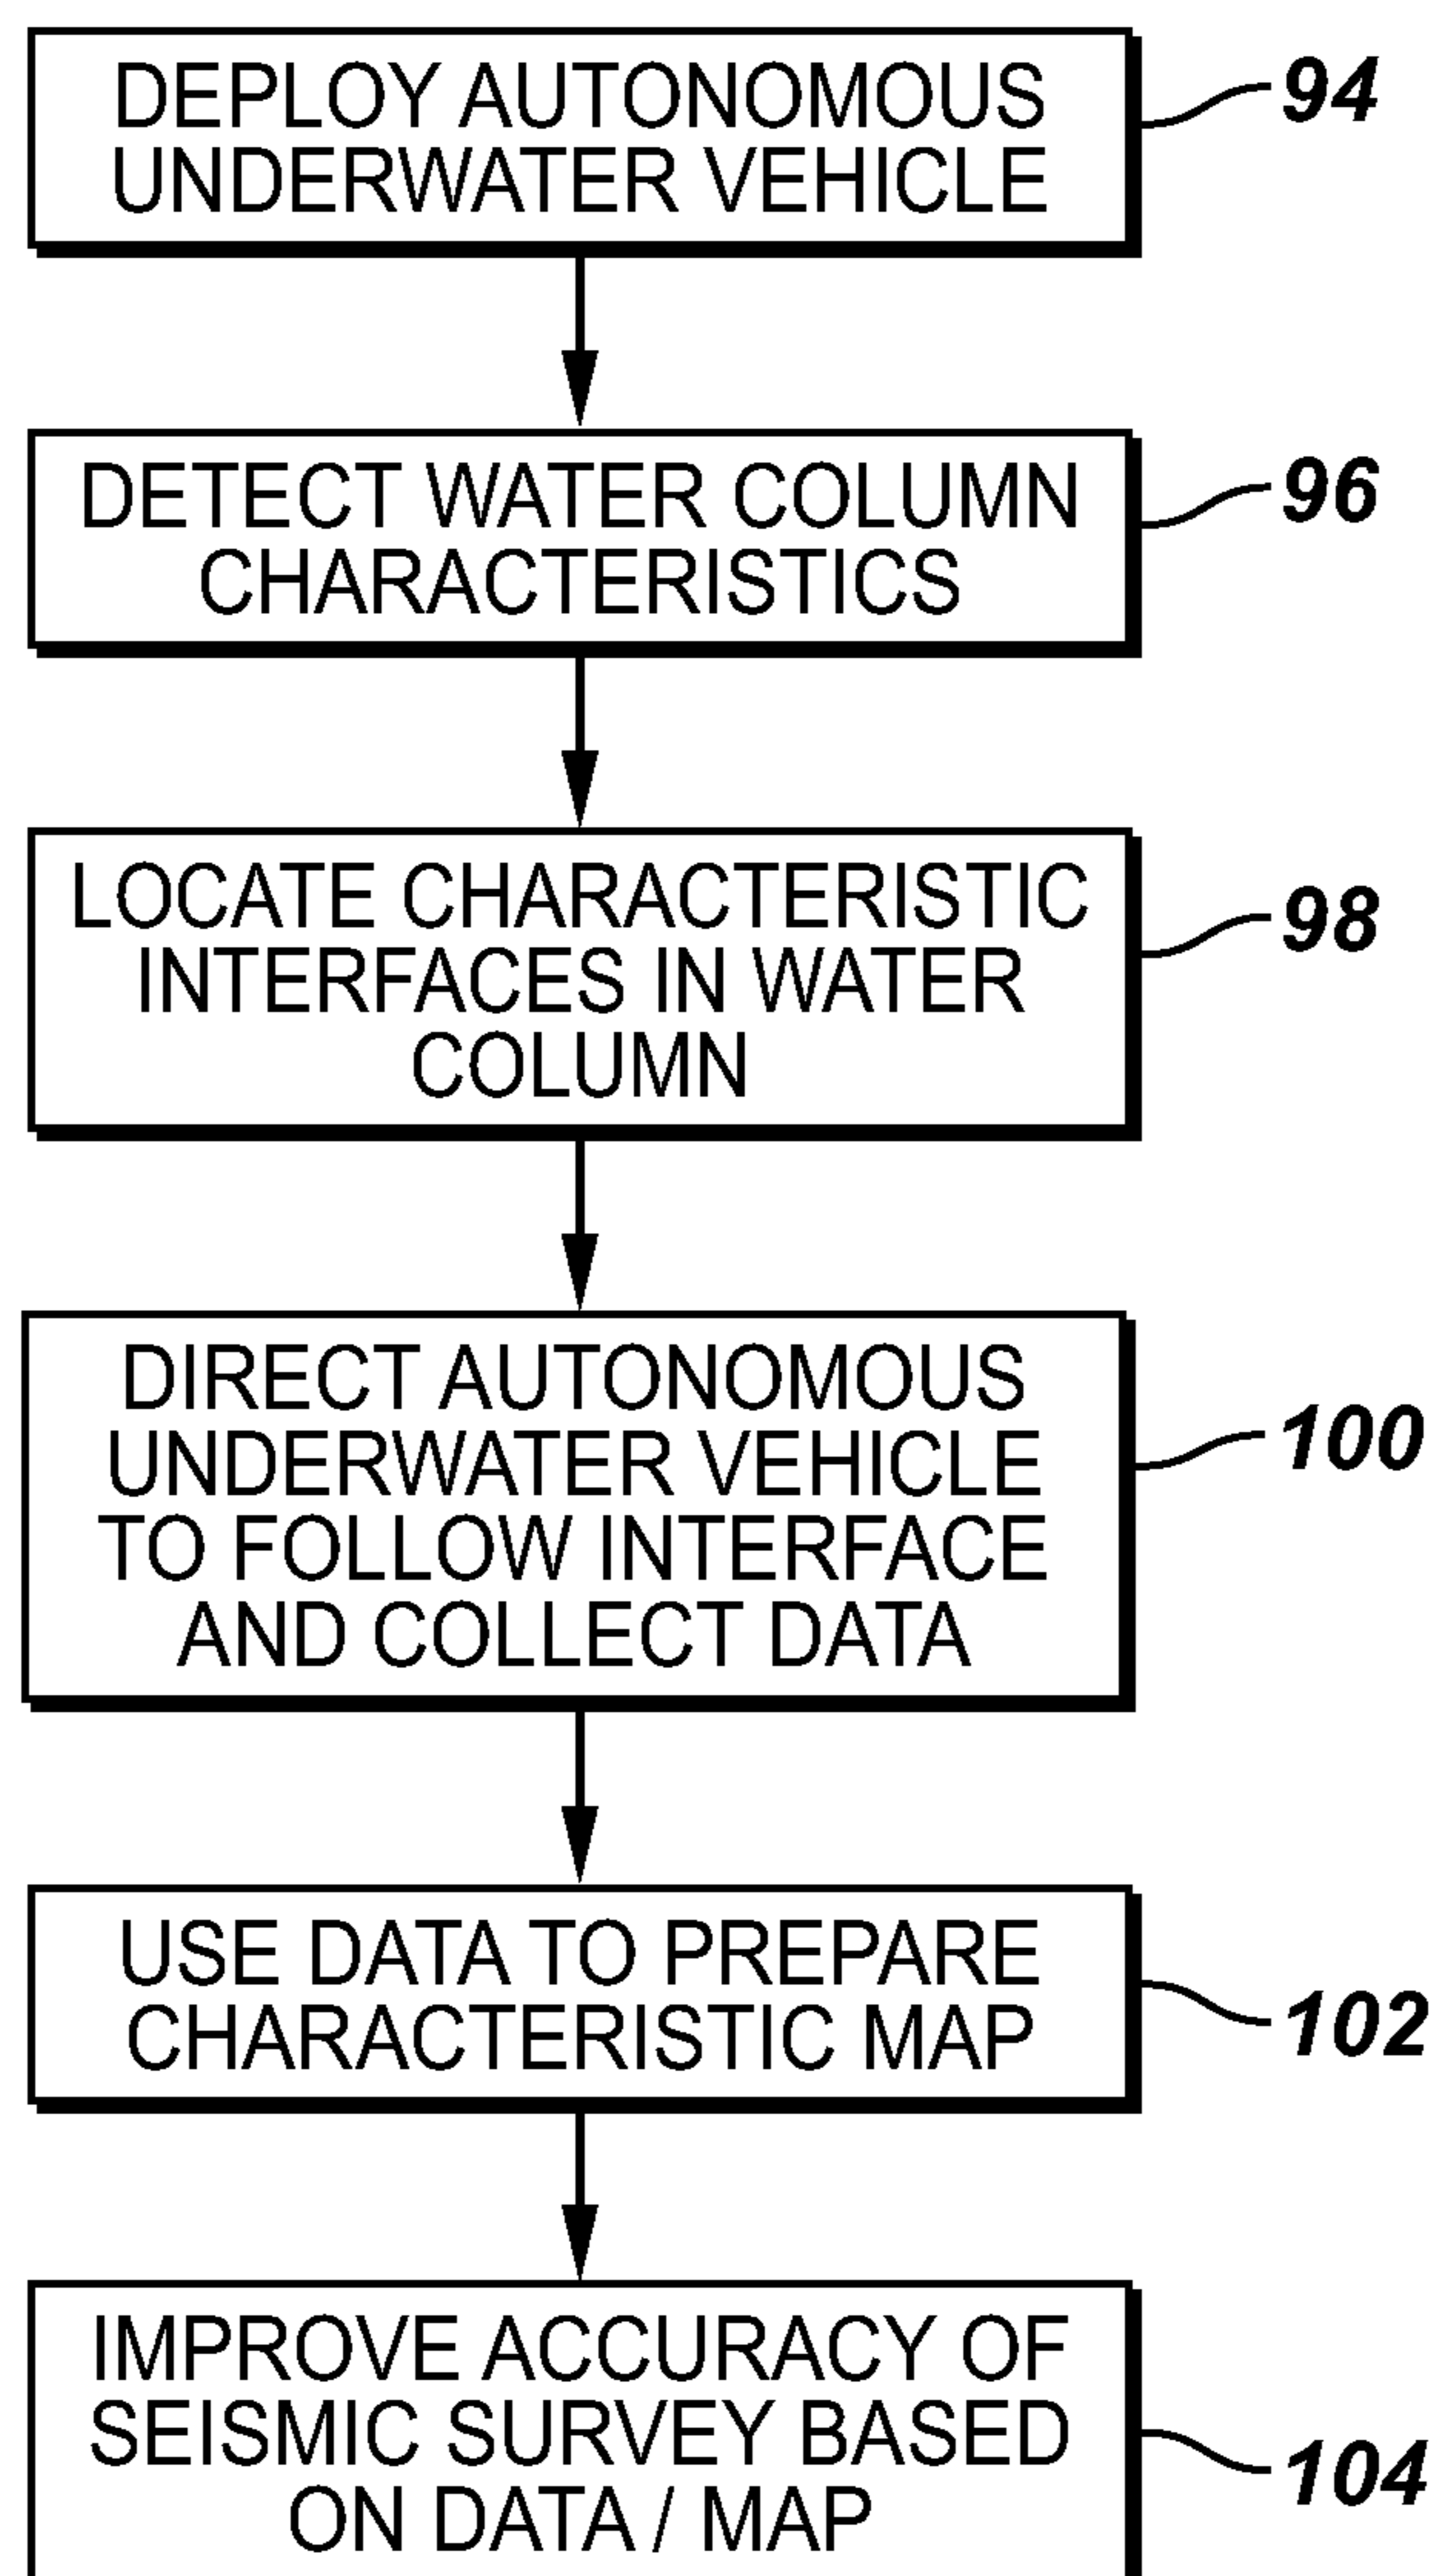 DEPLOY AUTONOMOUS
UNDERWATER VEHICLE
94
DETECT WATER COLUMN
CHARACTERISTICS
96
LOCATE CHARACTERISTIC
INTERFACES IN WATER
COLUMN
98
DIRECT AUTONOMOUS
UNDERWATER VEHICLE
TO FOLLOW INTERFACE
AND COLLECT DATA
100
USE DATA TO PREPARE
CHARACTERISTIC MAP
102
IMPROVE ACCURACY OF
SEISMIC SURVEY BASED
ON DATA / MAP
104